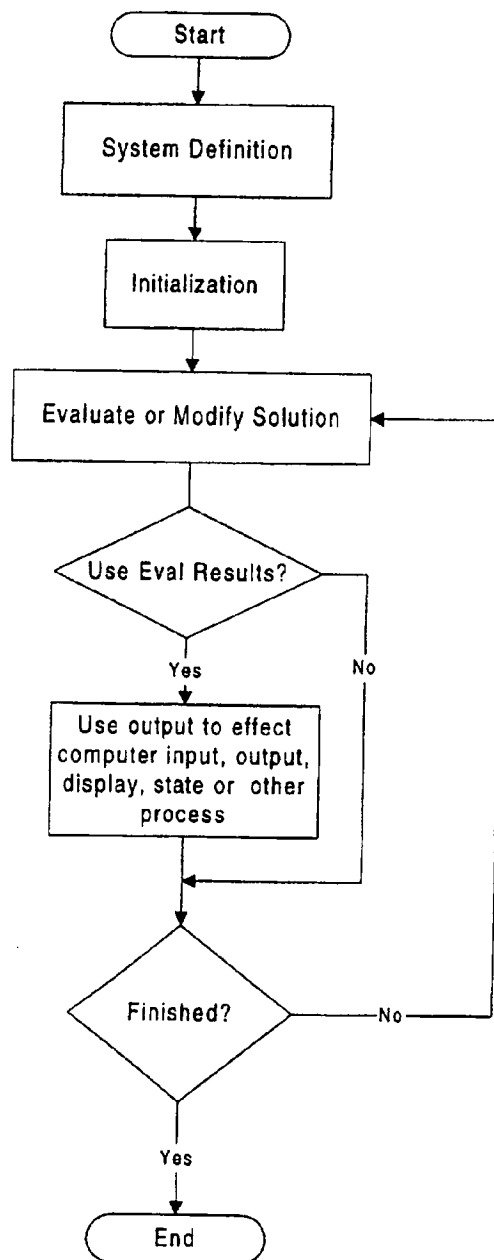 Start
System Definition
Initialization
Evaluate or Modify Solution
Use Eval Results?
Yes
No
Use output to effect
computer input, output,
display, state or other
process
Finished?
No
Yes
End